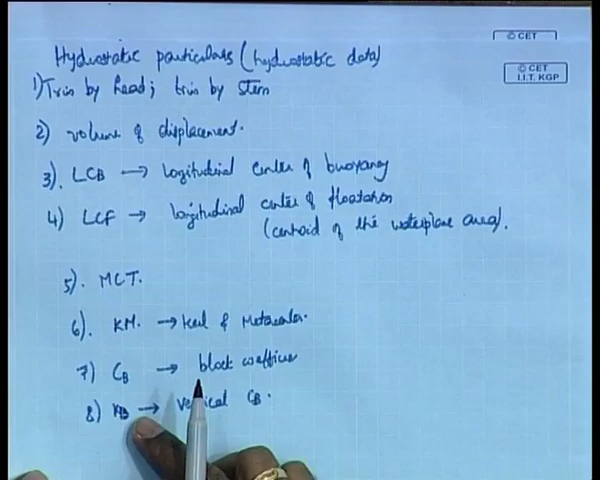 © CET
Hydrostatic particulars (hydrostatic data)
© CET
I.I.T. KGP
1) Trim by head; trim by stern
2) volume of displacement.
3). LCB → longitudinal center of buoyancy
4) LCF → longitudinal center of floatation
(centroid of the waterplane area).
5). MCT.
6). KM. → Keel & Metacenter.
7) CB → block coefficien
8) KB → vertical CB.